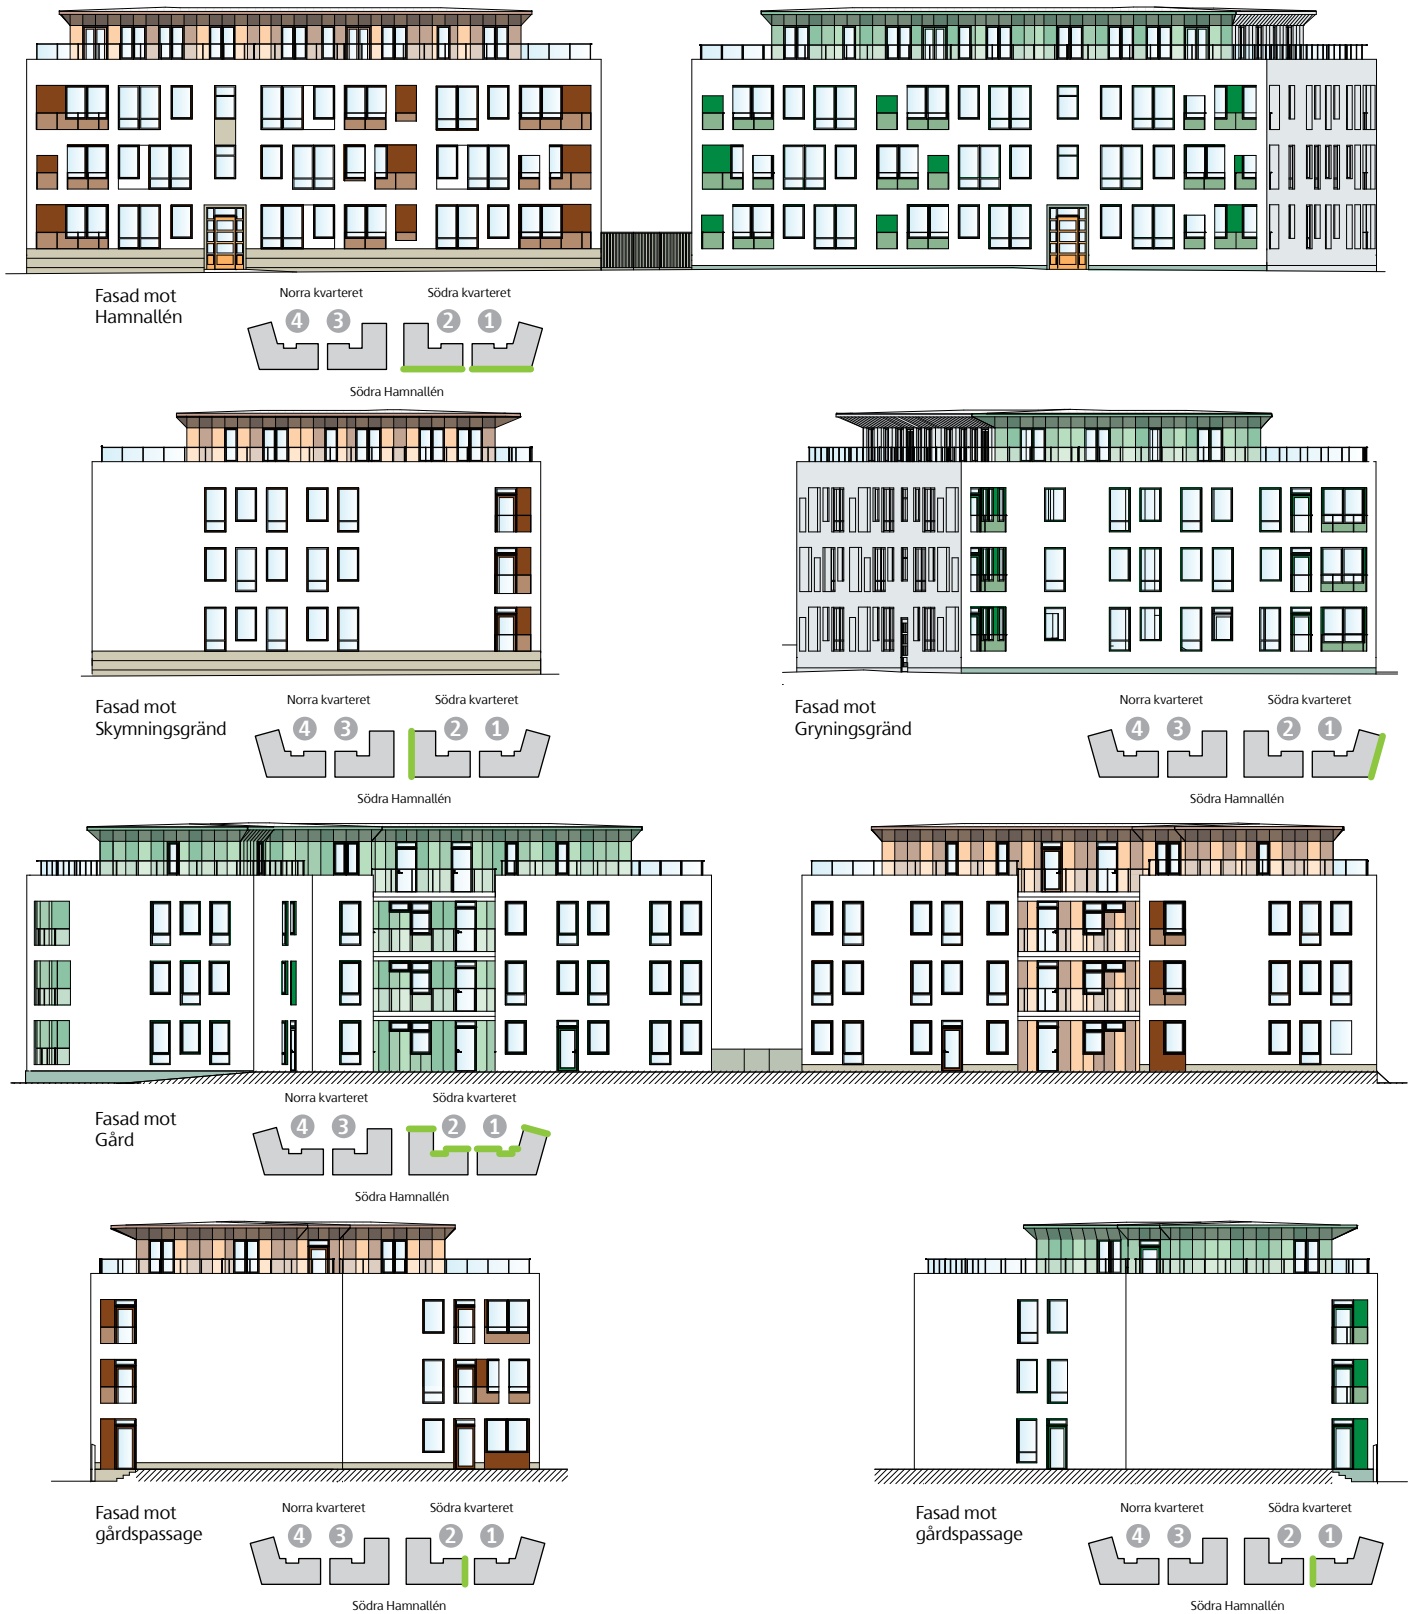 Fasad mot
Hamnallén
Norra kvarteret
Södra kvarteret
4 3 2 1
Södra Hamnallén
Fasad mot
Skymningsgränd
Norra kvarteret
Södra kvarteret
4 3 2 1
Södra Hamnallén
Fasad mot
Gryningsgränd
Norra kvarteret
Södra kvarteret
4 3 2 1
Södra Hamnallén
Fasad mot
Gård
Norra kvarteret
Södra kvarteret
4 3 2 1
Södra Hamnallén
Fasad mot
gårdspassage
Norra kvarteret
Södra kvarteret
4 3 2 1
Södra Hamnallén
Fasad mot
gårdspassage
Norra kvarteret
Södra kvarteret
4 3 2 1
Södra Hamnallén